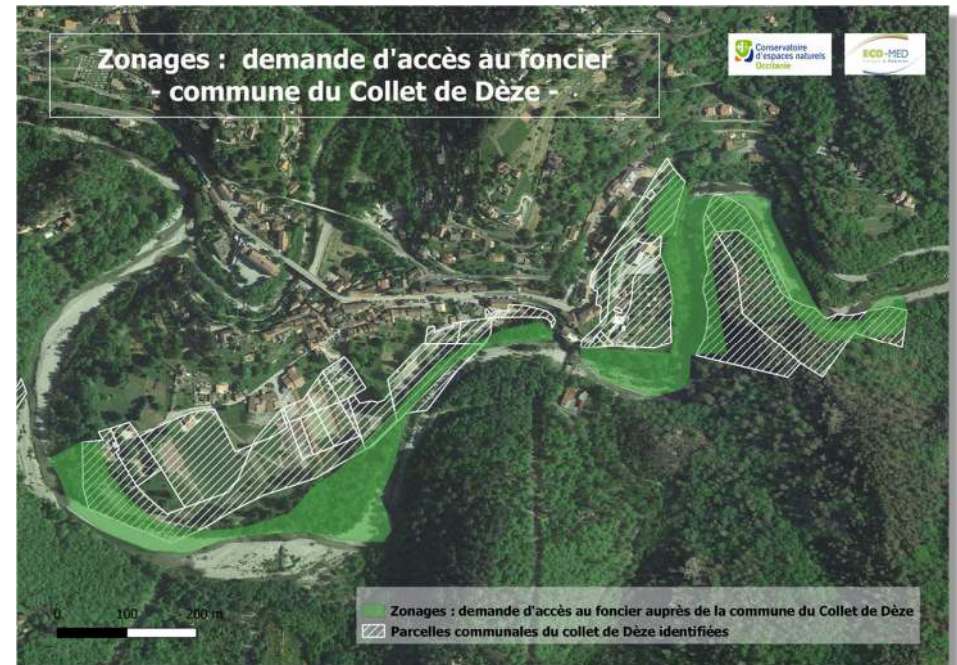 Zonages : demande d'accès au foncier
- commune du Collet de Dèze -
Conservatoire
d'espaces naturels
Occitanie
ECO-MED
0 100 200 m
Zonages : demande d'accès au foncier auprès de la commune du Collet de Dèze
Parcelles communales du collet de Dèze identifiées